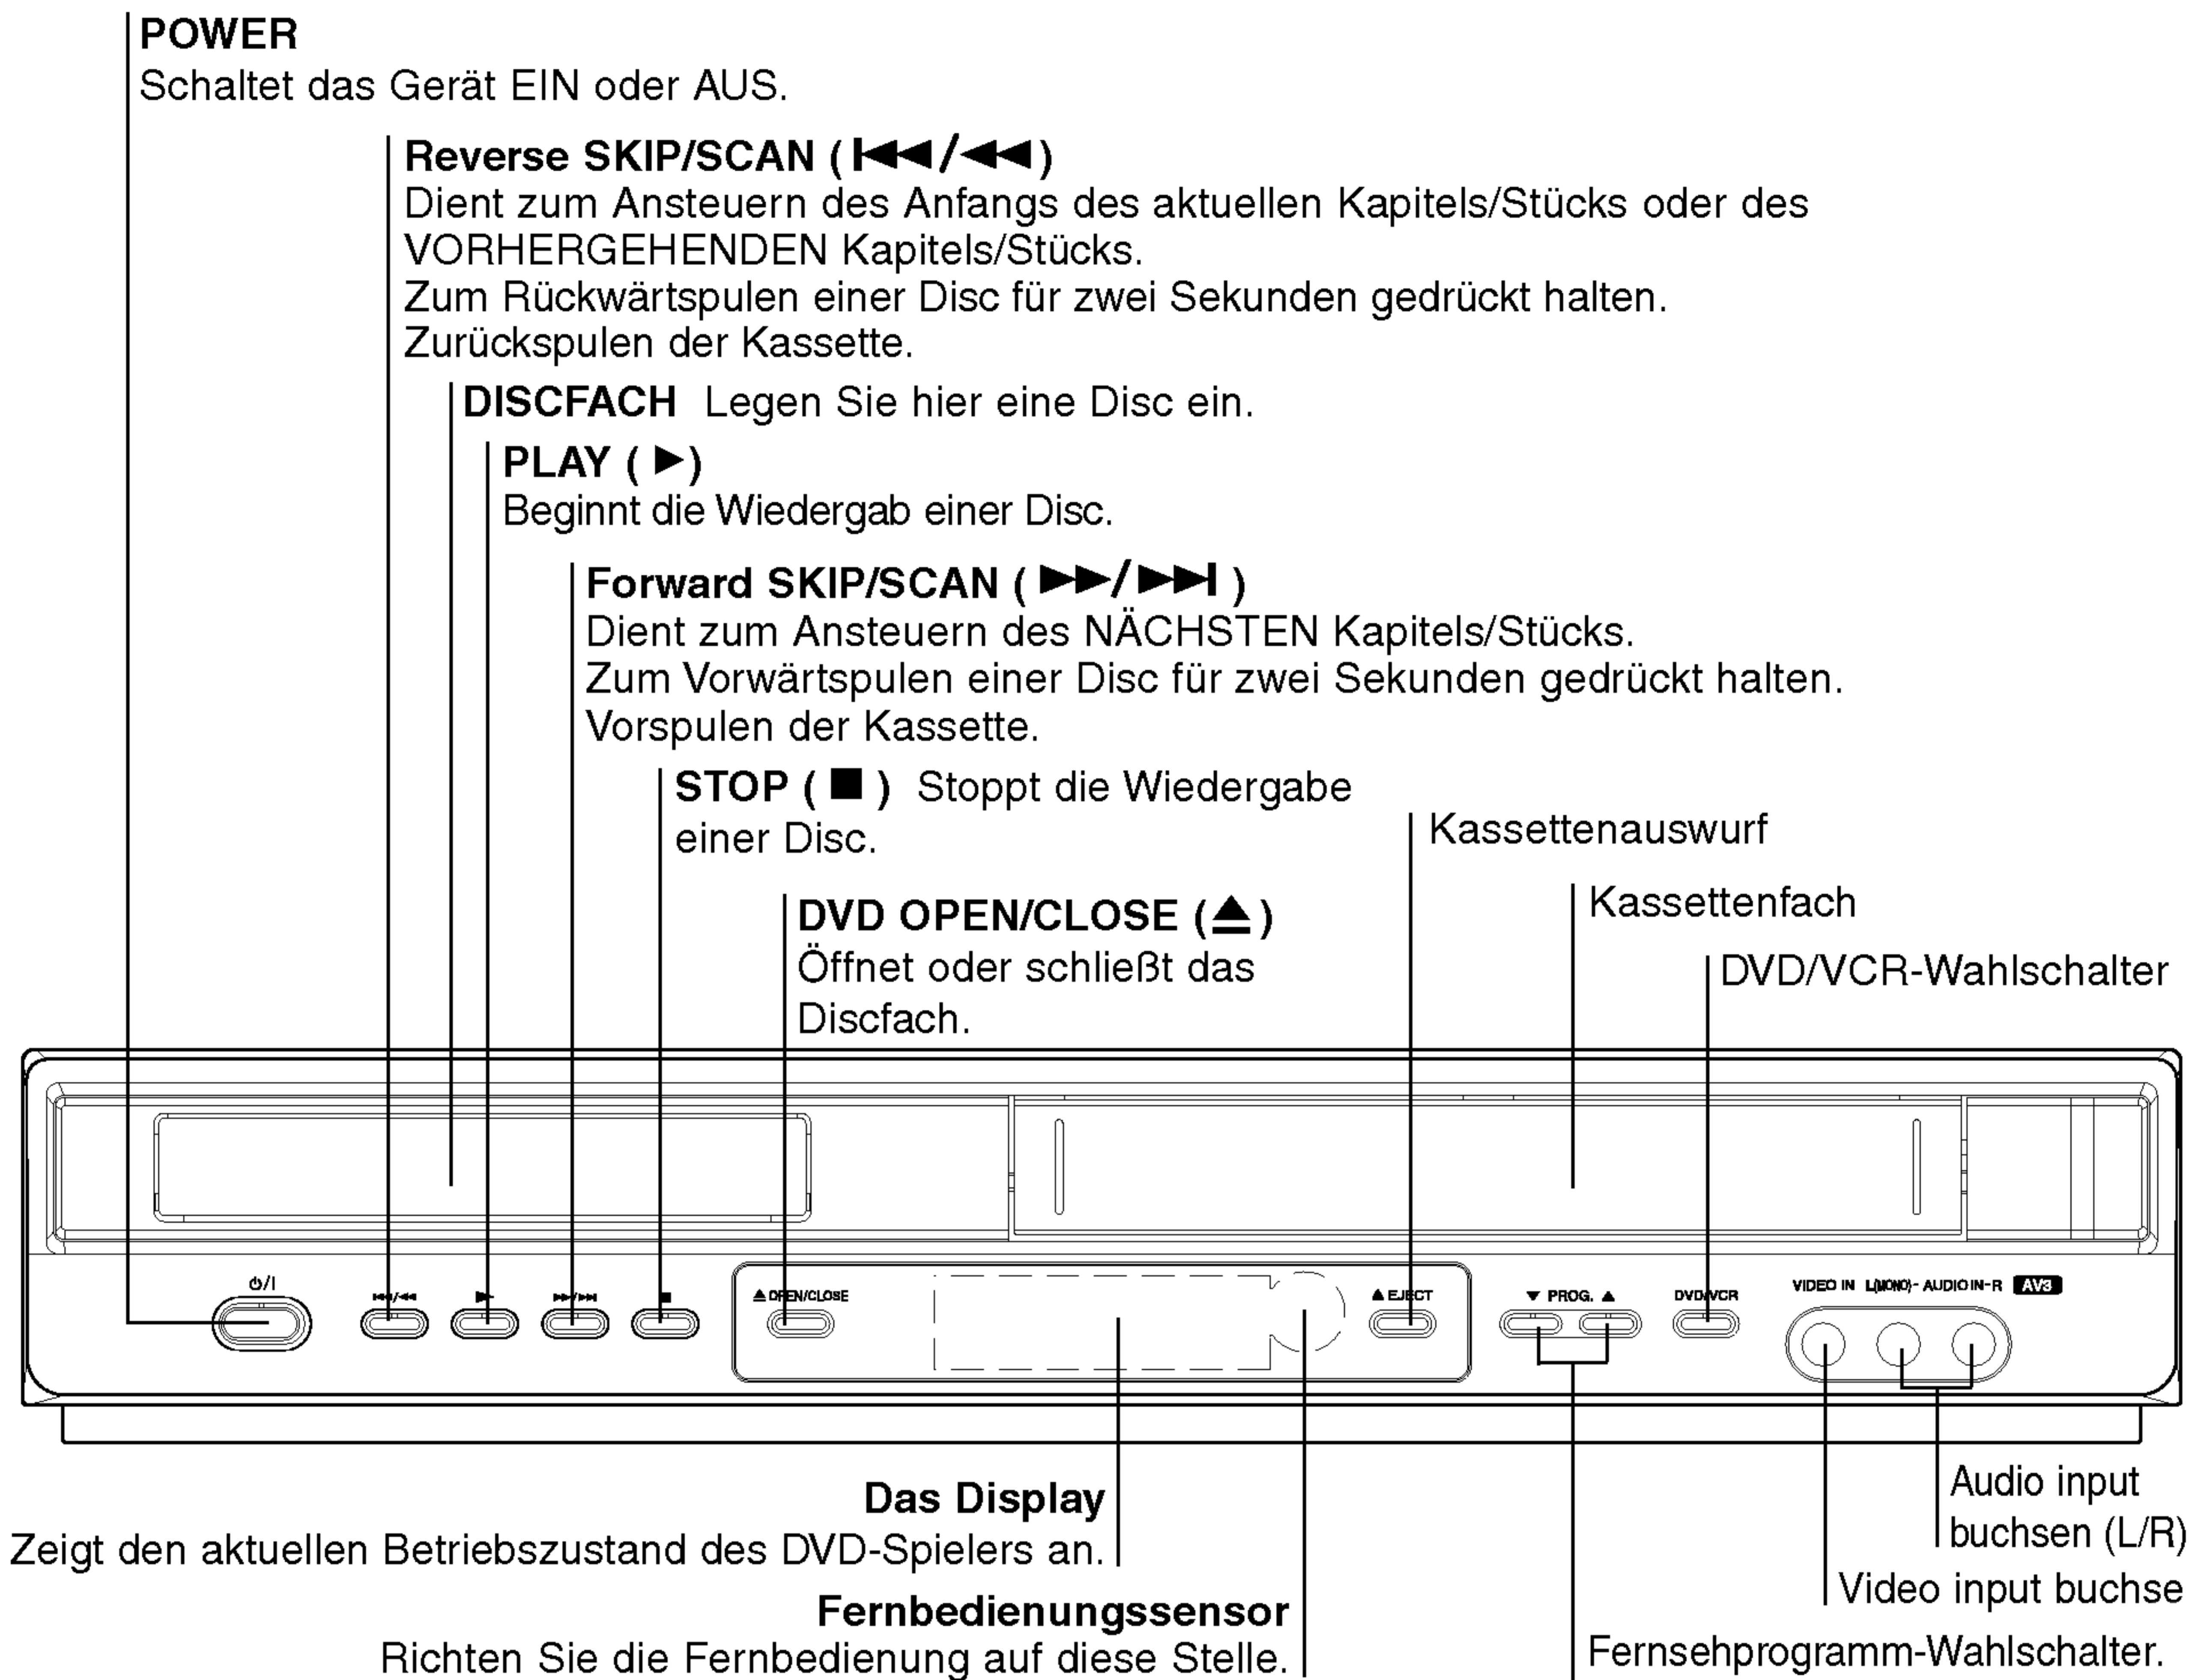 POWER
Schaltet das Gerät EIN oder AUS.
Reverse SKIP/SCAN (⏮/◀◀)
Dient zum Ansteuern des Anfangs des aktuellen Kapitels/Stücks oder des
VORHERGEHENDEN Kapitels/Stücks.
Zum Rückwärtspulen einer Disc für zwei Sekunden gedrückt halten.
Zurückspulen der Kassette.
DISCFACH Legen Sie hier eine Disc ein.
PLAY (▶)
Beginnt die Wiedergab einer Disc.
Forward SKIP/SCAN (▶▶/⏭)
Dient zum Ansteuern des NÄCHSTEN Kapitels/Stücks.
Zum Vorwärtspulen einer Disc für zwei Sekunden gedrückt halten.
Vorspulen der Kassette.
STOP (■) Stoppt die Wiedergabe
einer Disc.
Kassettenauswurf
DVD OPEN/CLOSE (⏏)
Öffnet oder schließt das
Discfach.
Kassettenfach
DVD/VCR-Wahlschalter
⏻/I
⏮/◀◀
▶
▶▶/⏭
■
⏏ OPEN/CLOSE
⏏ EJECT
▼ PROG. ▲
DVD/VCR
VIDEO IN L(MONO)- AUDIO IN-R AV3
Das Display
Zeigt den aktuellen Betriebszustand des DVD-Spielers an.
Fernbedienungssensor
Richten Sie die Fernbedienung auf diese Stelle.
Audio input
buchsen (L/R)
Video input buchse
Fernsehprogramm-Wahlschalter.